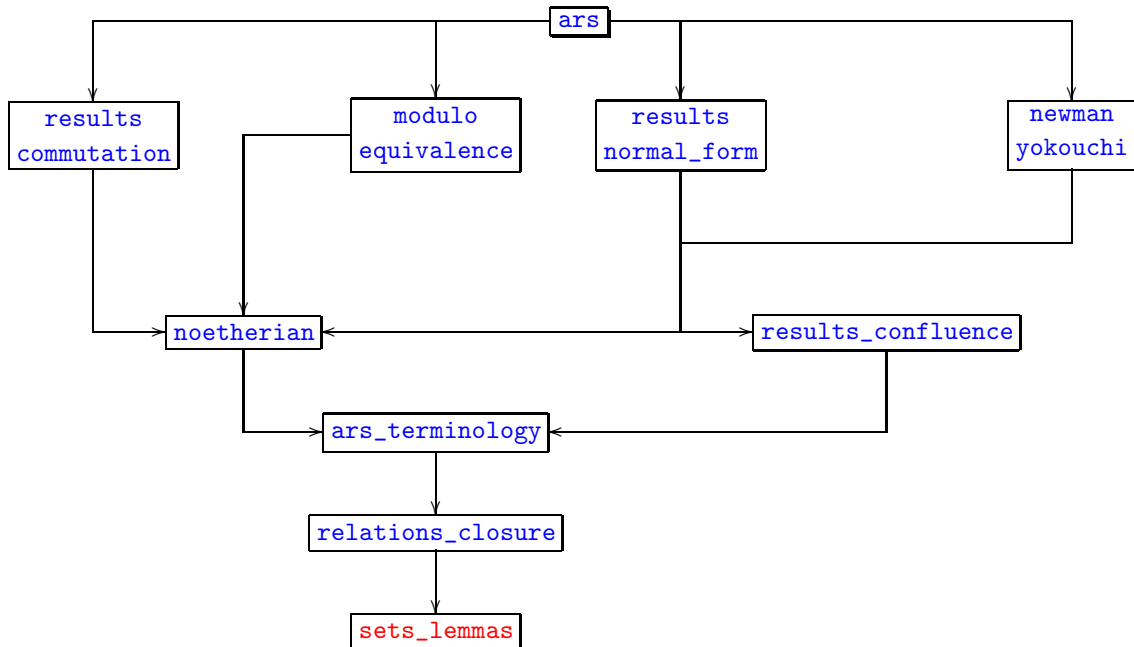 ars
results
commutation
modulo
equivalence
results
normal_form
newman
yokouchi
noetherian
results_confluence
ars_terminology
relations_closure
sets_lemmas